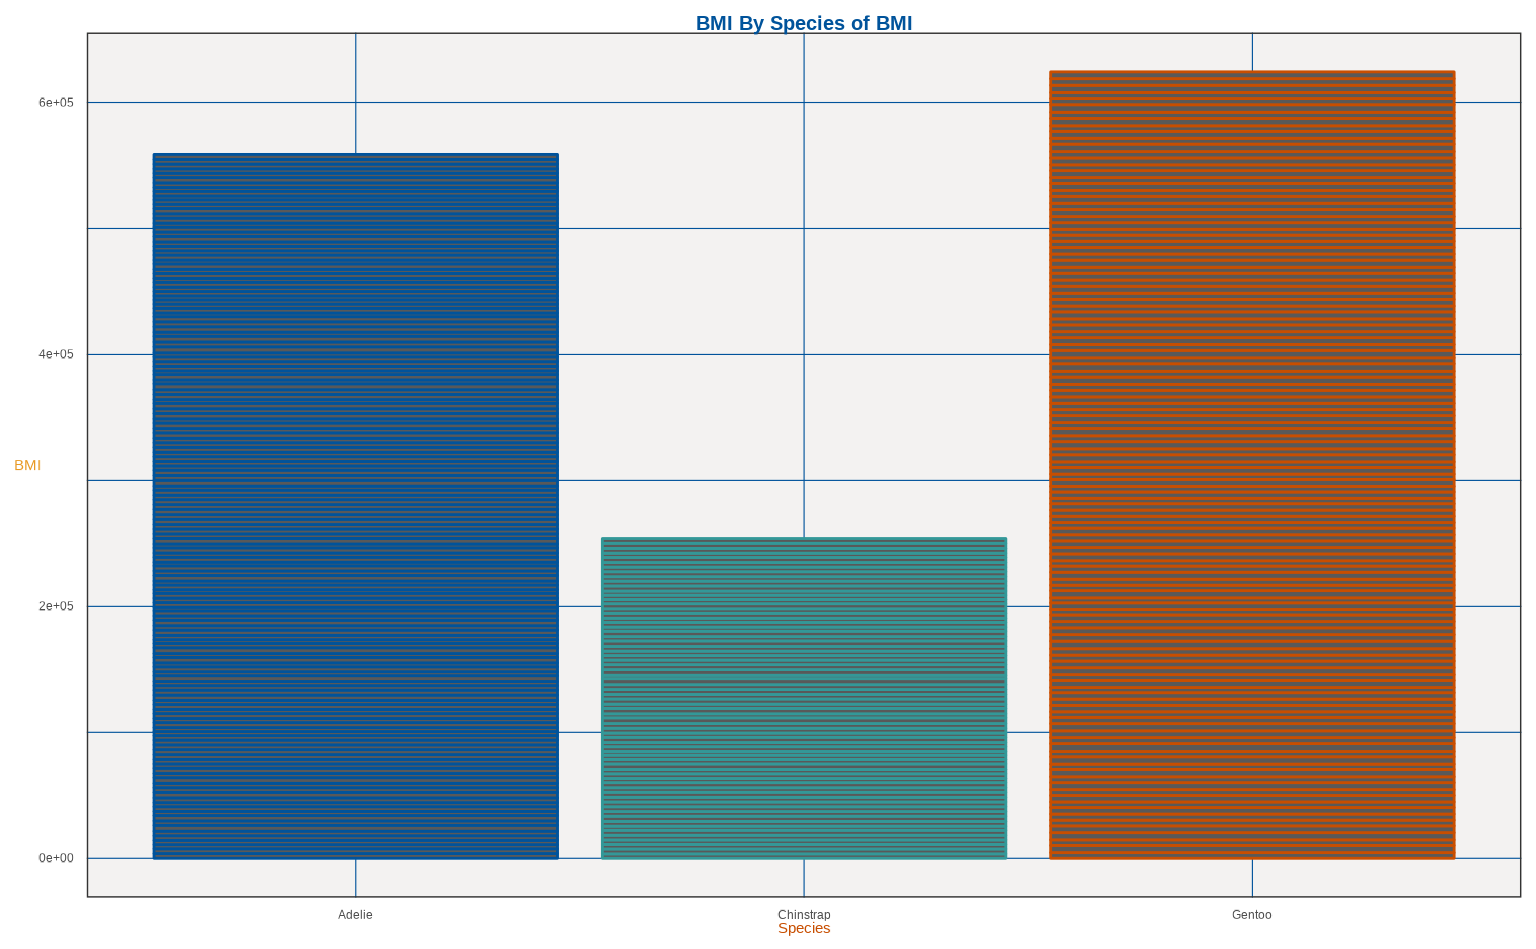 BMI By Species of BMI
6e+05
4e+05
BMI
2e+05
0e+00
Adelie
Chinstrap
Gentoo
Species